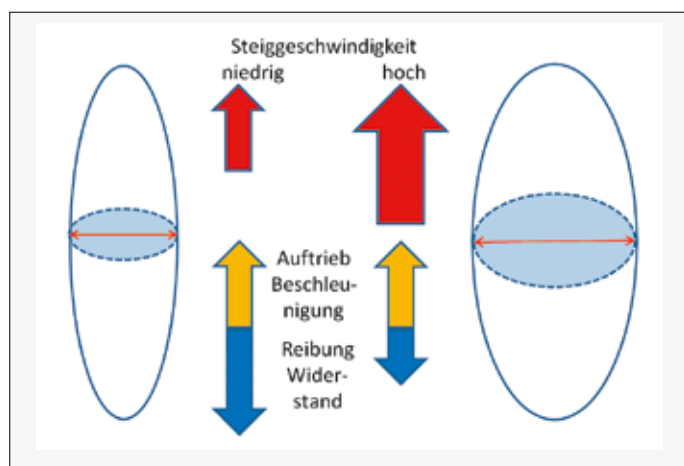 Steiggeschwindigkeit
niedrig hoch
Auftrieb
Beschleu-
nigung
Reibung
Wider-
stand